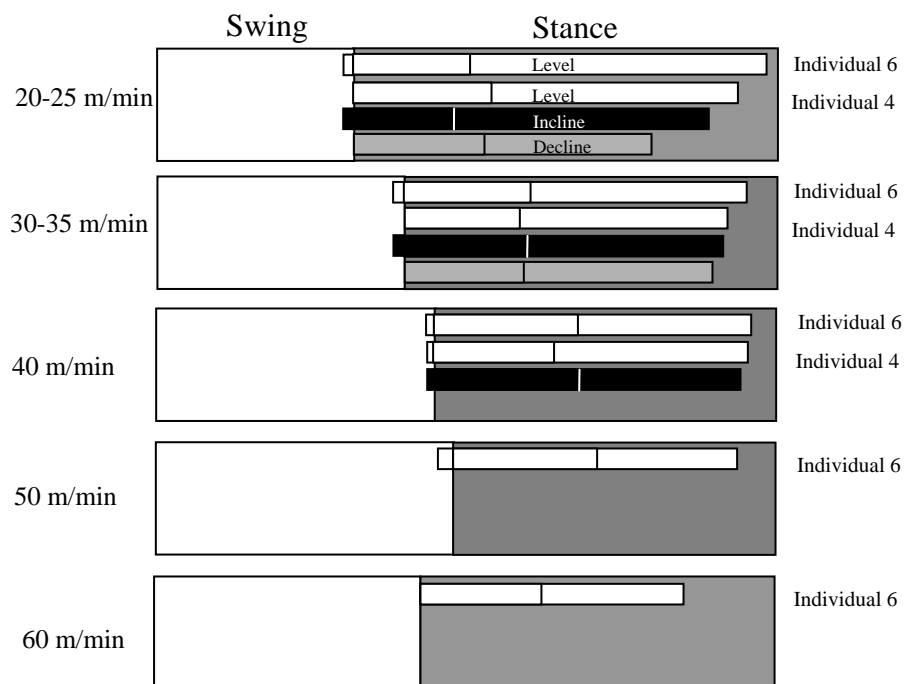 Swing Stance
Level Individual 6
20-25 m/min
Level Individual 4
Incline
Decline
Individual 6
30-35 m/min
Individual 4
Individual 6
40 m/min
Individual 4
Individual 6
50 m/min
Individual 6
60 m/min